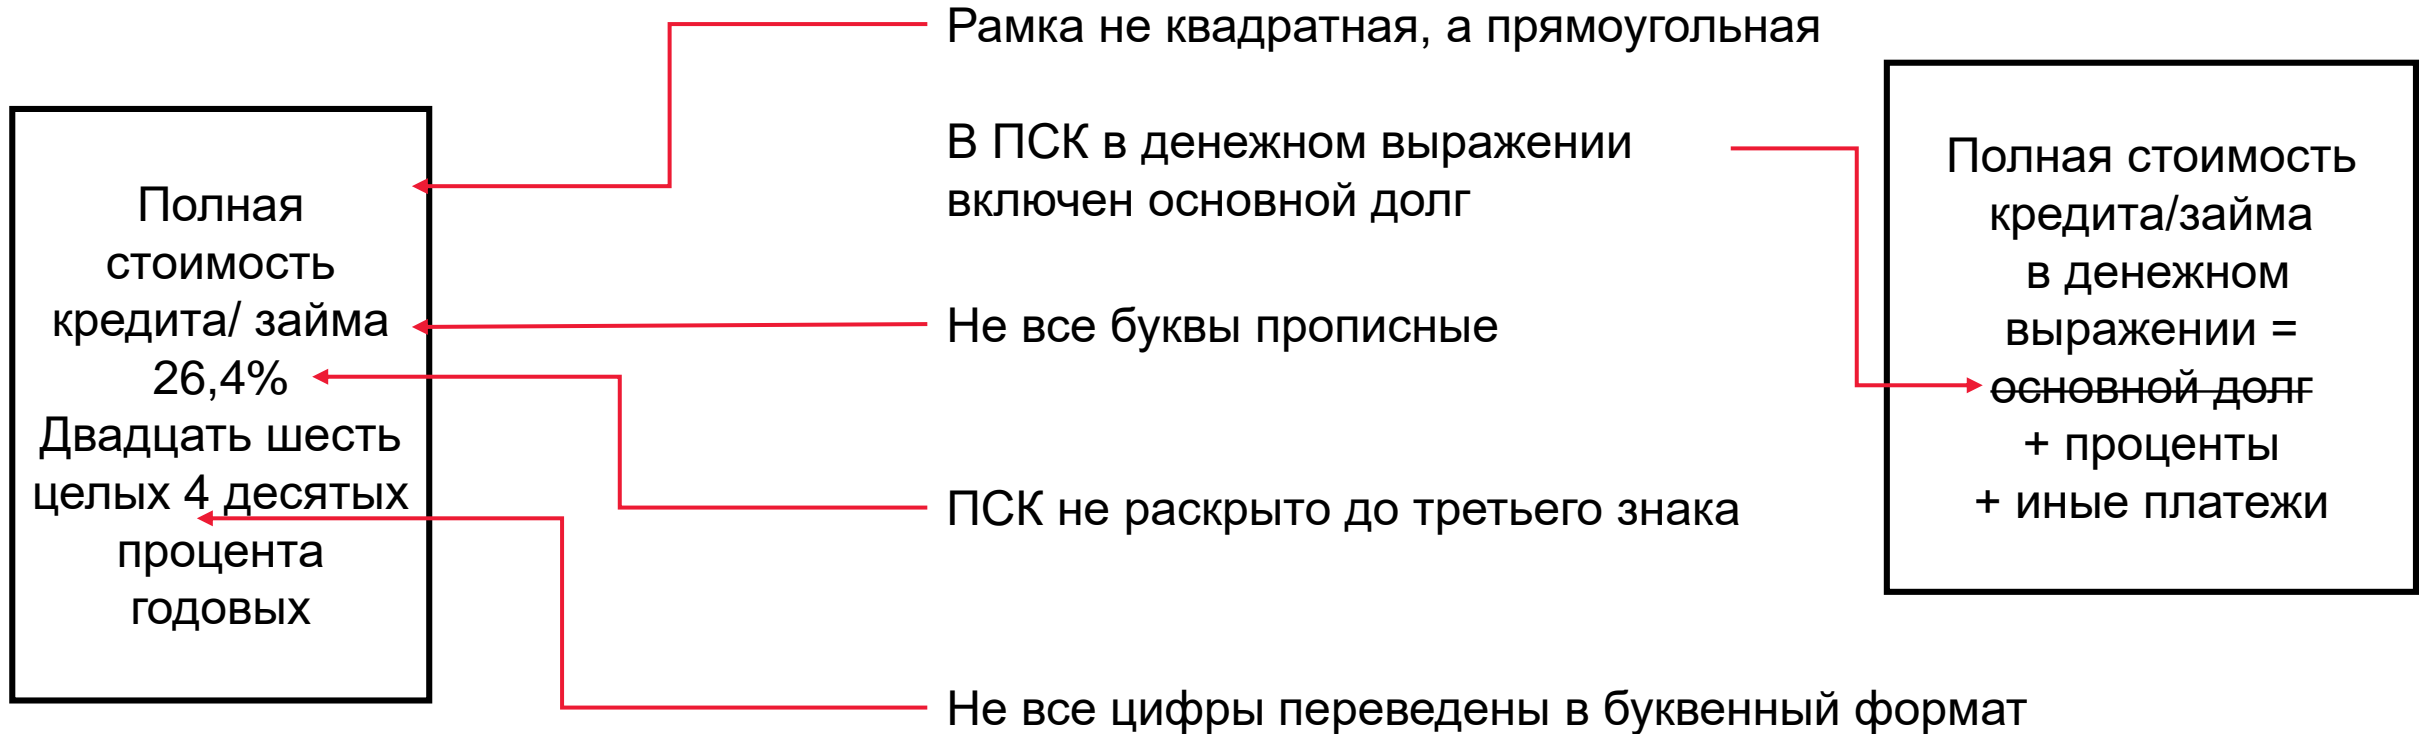 Рамка не квадратная, а прямоугольная
Полная
стоимость
кредита/ займа
26,4%
Двадцать шесть
целых 4 десятых
процента
годовых
В ПСК в денежном выражении
включен основной долг
Не все буквы прописные
ПСК не раскрыто до третьего знака
Не все цифры переведены в буквенный формат
Полная стоимость
кредита/займа
в денежном
выражении =
основной долг
+ проценты
+ иные платежи